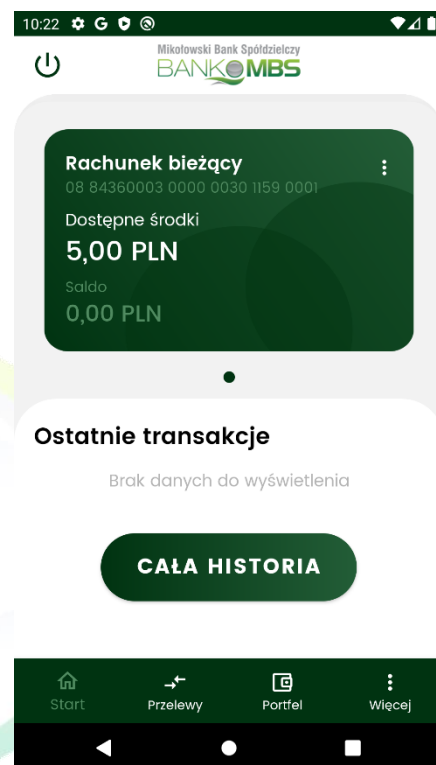 10:22
Mikołowski Bank Spółdzielczy
BANK MBS
Rachunek bieżący
08 84360003 0000 0030 1159 0001
Dostępne środki
5,00 PLN
Saldo
0,00 PLN
Ostatnie transakcje
Brak danych do wyświetlenia
CAŁA HISTORIA
Start Przelewy Portfel Więcej